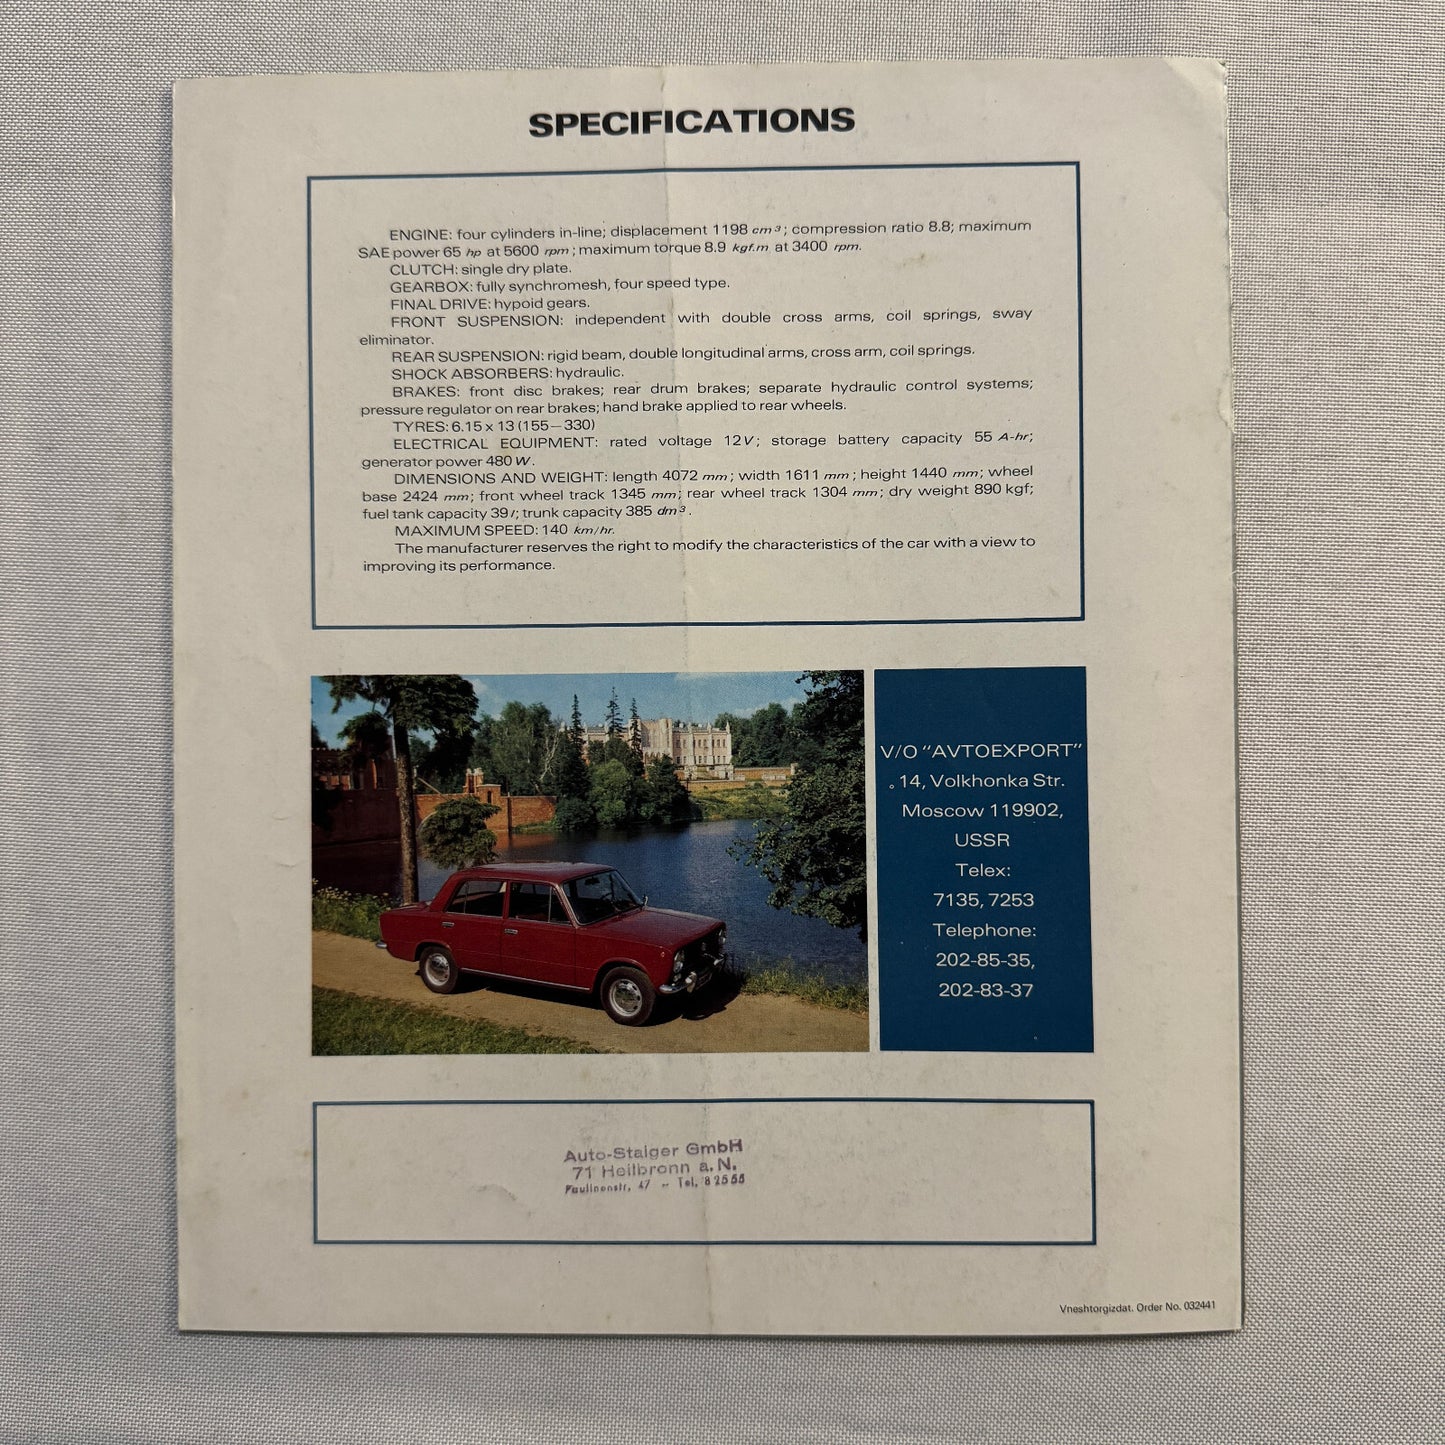 SPECIFICATIONS
ENGINE: four cylinders in-line; displacement 1198 cm³; compression ratio 8.8; maximum
SAE power 65 hp at 5600 rpm; maximum torque 8.9 kgf.m at 3400 rpm.
CLUTCH: single dry plate.
GEARBOX: fully synchromesh, four speed type.
FINAL DRIVE: hypoid gears.
FRONT SUSPENSION: independent with double cross arms, coil springs, sway
eliminator.
REAR SUSPENSION: rigid beam, double longitudinal arms, cross arm, coil springs.
SHOCK ABSORBERS: hydraulic.
BRAKES: front disc brakes; rear drum brakes; separate hydraulic control systems;
pressure regulator on rear brakes; hand brake applied to rear wheels.
TYRES: 6.15 x 13 (155—330)
ELECTRICAL EQUIPMENT: rated voltage 12V; storage battery capacity 55 A-hr;
generator power 480 W.
DIMENSIONS AND WEIGHT: length 4072 mm; width 1611 mm; height 1440 mm; wheel
base 2424 mm; front wheel track 1345 mm; rear wheel track 1304 mm; dry weight 890 kgf;
fuel tank capacity 39 l; trunk capacity 385 dm³.
MAXIMUM SPEED: 140 km/hr.
The manufacturer reserves the right to modify the characteristics of the car with a view to
improving its performance.
V/O “AVTOEXPORT”
14, Volkhonka Str.
Moscow 119902,
USSR
Telex:
7135, 7253
Telephone:
202-85-35,
202-83-37
Auto-Staiger GmbH
71 Heilbronn a. N.
Paulinenstr. 47 - Tel. 82555
Vneshtorgizdat. Order No. 032441